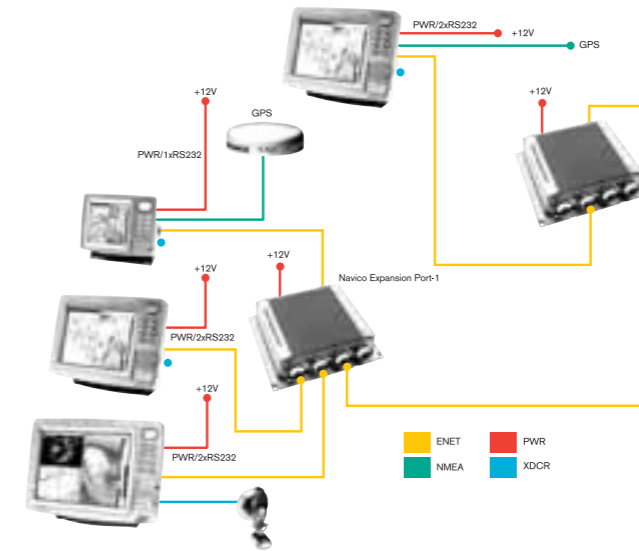 PWR/2xRS232
+12V
GPS
+12V
+12V
GPS
PWR/1xRS232
+12V
+12V
Navico Expansion Port-1
PWR/2xRS232
+12V
PWR/2xRS232
ENET
PWR
NMEA
XDCR